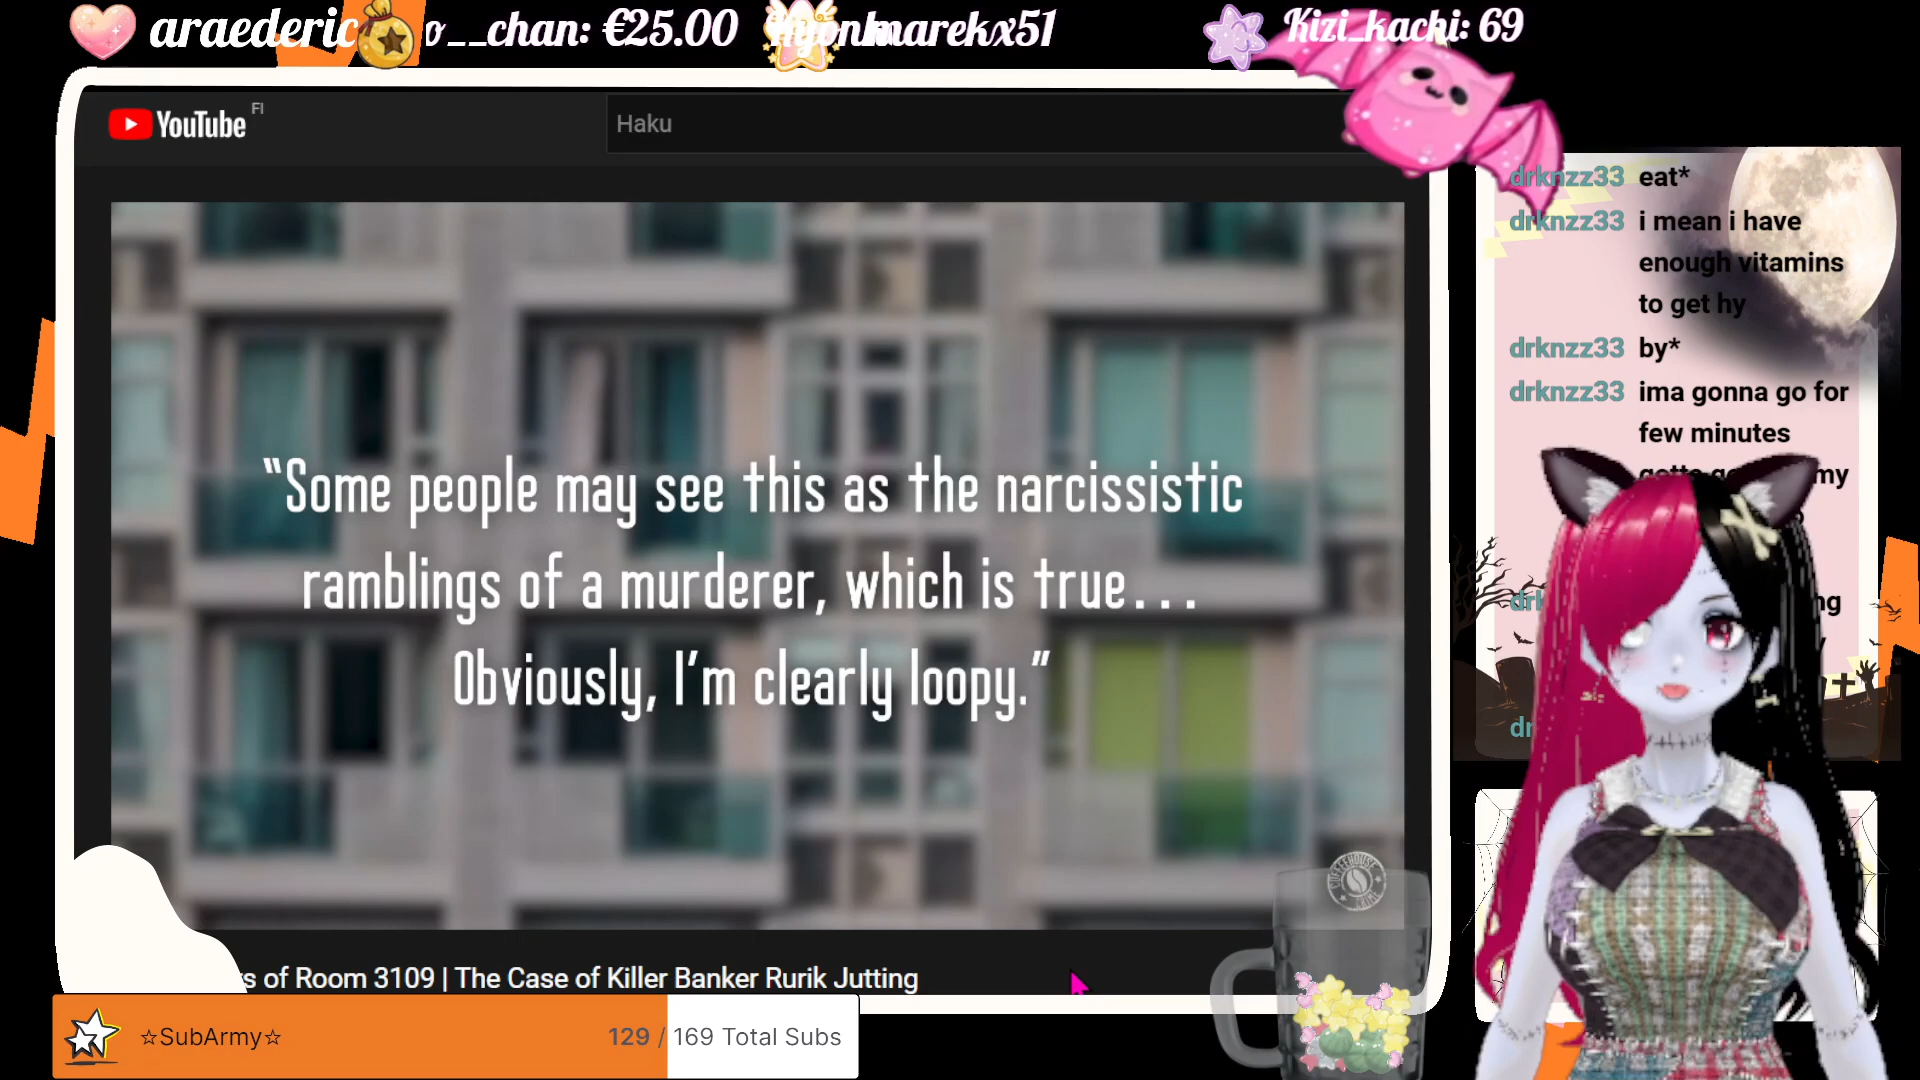 araederic
o__chan: €25.00
marekx51
Kizi_kachi: 69
YouTube FI
Haku
“Some people may see this as the narcissistic
ramblings of a murderer, which is true...
Obviously, I’m clearly loopy.”
s of Room 3109 | The Case of Killer Banker Rurik Jutting
☆SubArmy☆
129 / 169 Total Subs
drknzz33 eat*
drknzz33 i mean i have
enough vitamins
to get hy
drknzz33 by*
drknzz33 ima gonna go for
few minutes
my